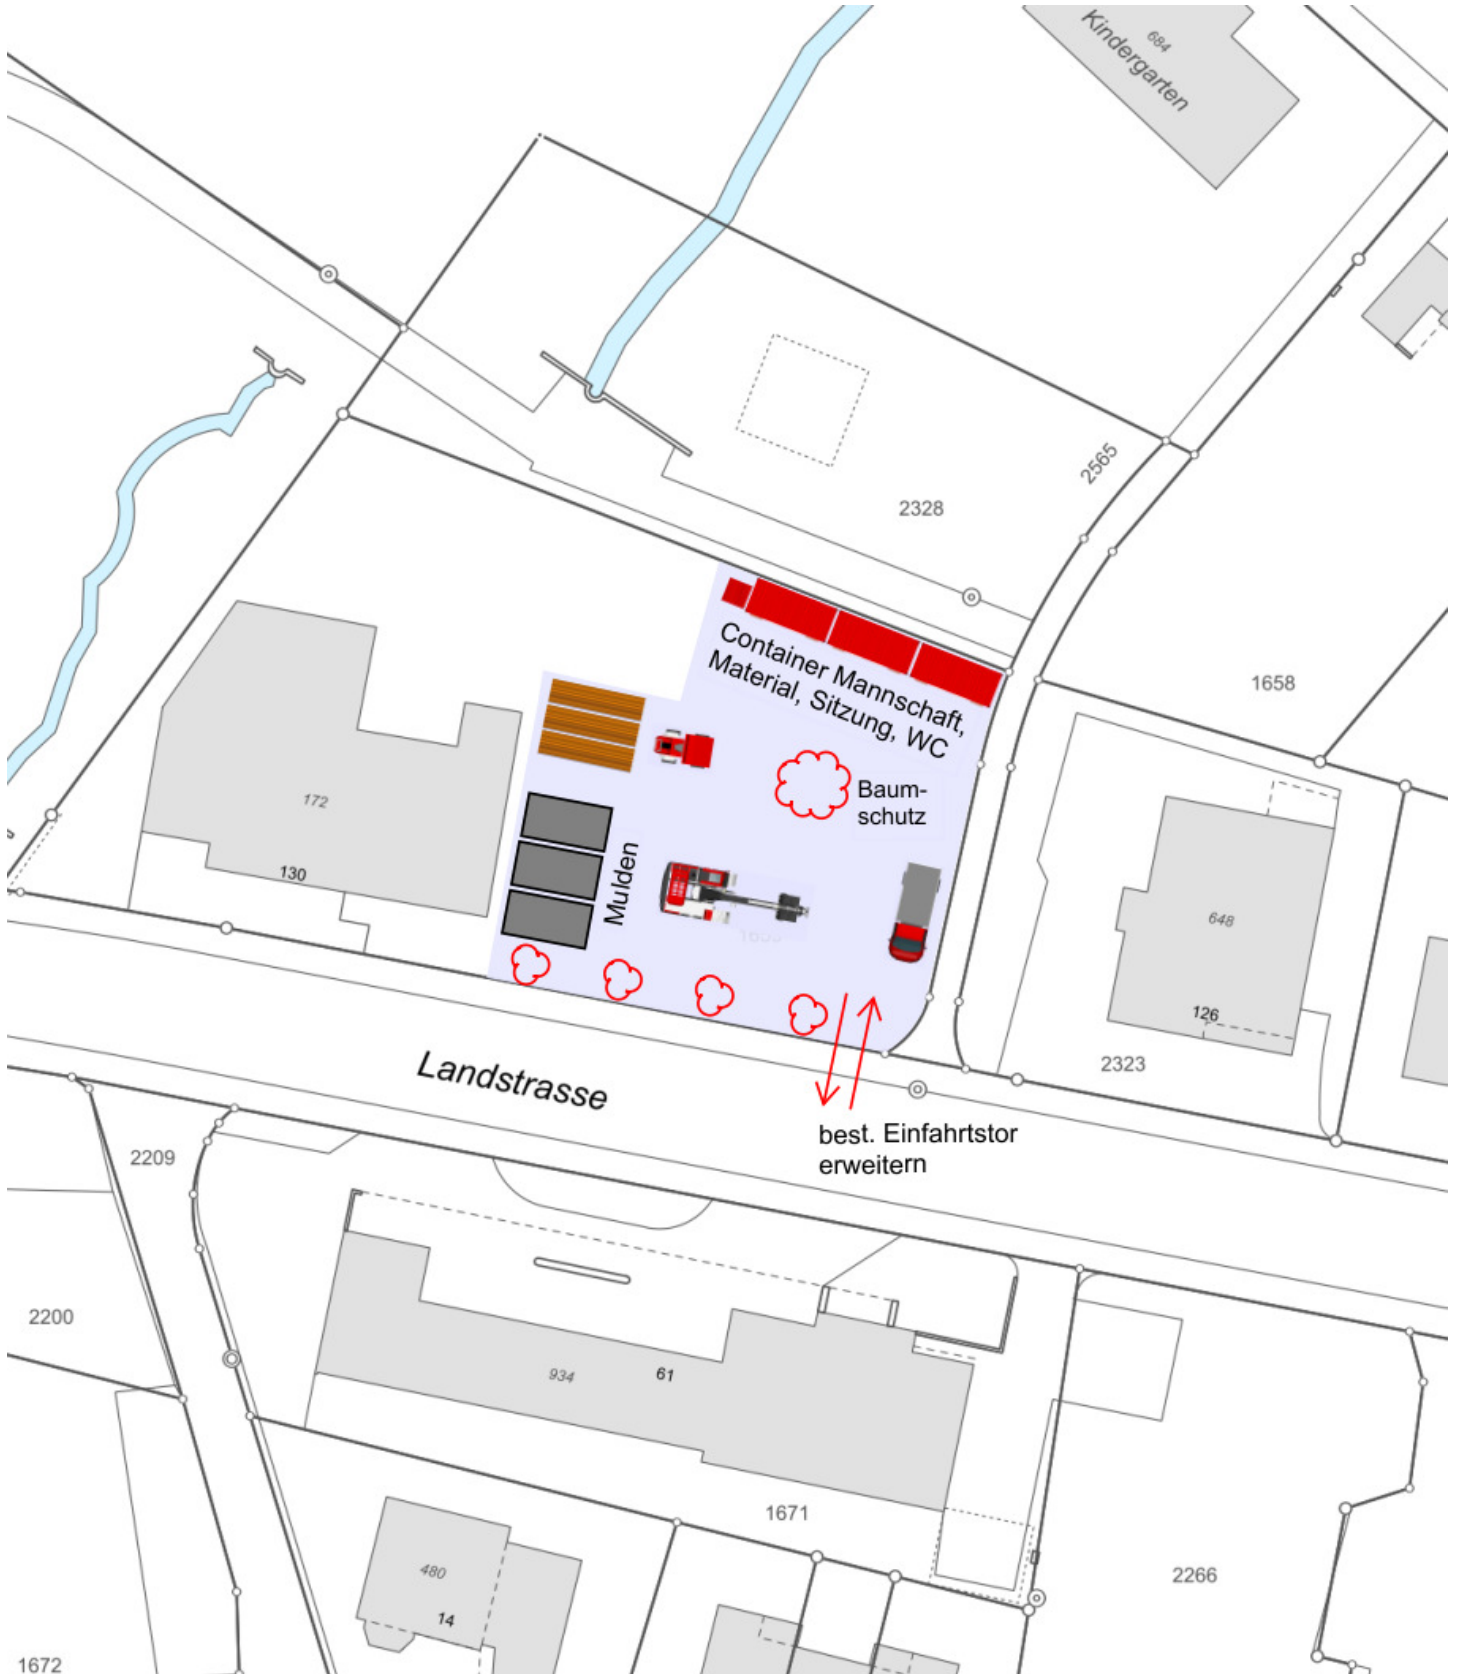 684
Kindergarten
2565
2328
1658
Container Mannschaft,
Material, Sitzung, WC
Baum-
schutz
172
130
Mulden
648
126
2323
Landstrasse
best. Einfahrtstor
erweitern
2209
2200
934
61
1671
480
14
2266
1672